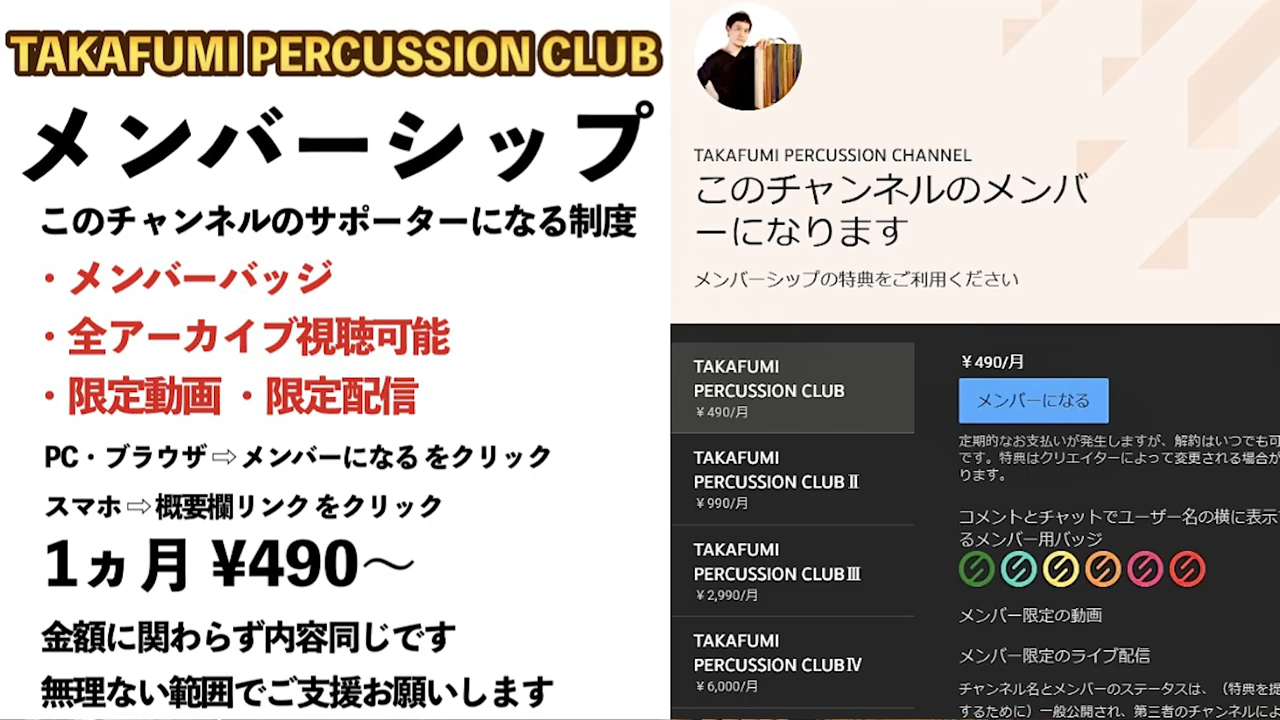 TAKAFUMI PERCUSSION CLUB
メンバーシップ
このチャンネルのサポーターになる制度
・メンバーバッジ
・全アーカイブ視聴可能
・限定動画 ・限定配信
PC・ブラウザ⇨メンバーになる をクリック
スマホ⇨概要欄リンクをクリック
1ヵ月 ¥490〜
金額に関わらず内容同じです
無理ない範囲でご支援お願いします
TAKAFUMI PERCUSSION CHANNEL
このチャンネルのメンバ
ーになります
メンバーシップの特典をご利用ください
TAKAFUMI
PERCUSSION CLUB
¥490/月
TAKAFUMI
PERCUSSION CLUBⅡ
¥990/月
TAKAFUMI
PERCUSSION CLUBⅢ
¥2,990/月
TAKAFUMI
PERCUSSION CLUBⅣ
¥6,000/月
¥490/月
メンバーになる
定期的なお支払いが発生しますが、解約はいつでも可
です。特典はクリエイターによって変更される場合が
ります。
コメントとチャットでユーザー名の横に表示
るメンバー用バッジ
メンバー限定の動画
メンバー限定のライブ配信
チャンネル名とメンバーのステータスは、（特典を提
するために）一般公開され、第三者のチャンネルによ